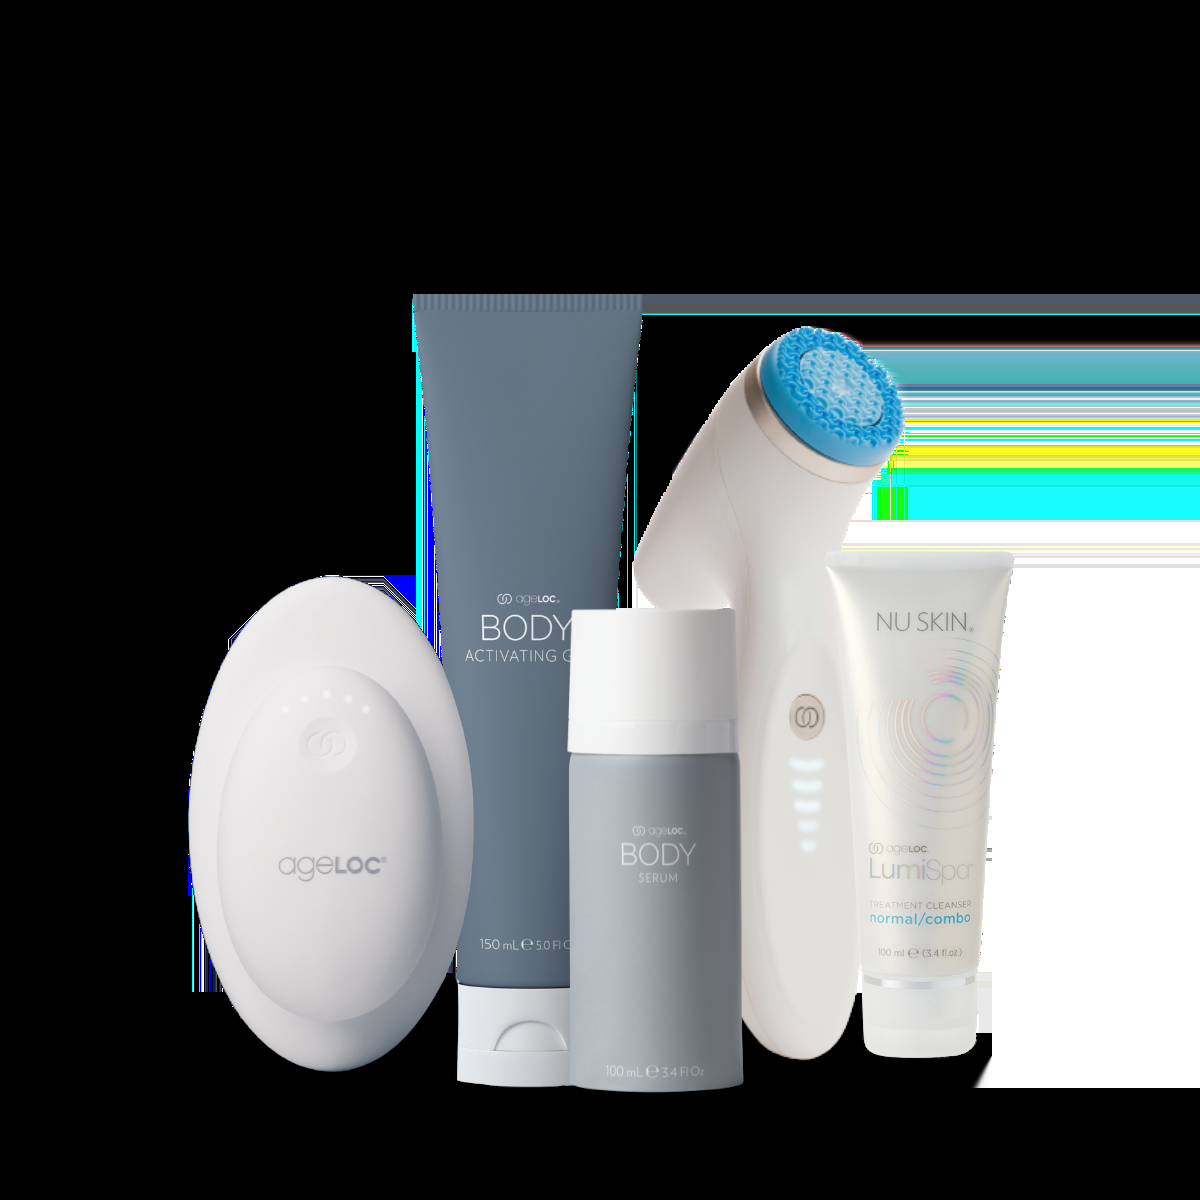 ageLOC®
ageLOC®
BODY
ACTIVATING G
150 mL ℮ 5.0 Fl
ageLOC®
BODY
SERUM
100 mL ℮ 3.4 Fl Oz
NU SKIN®
ageLOC
LumiSpa
TREATMENT CLEANSER
normal/combo
100 ml ℮ (3.4 fl.oz.)